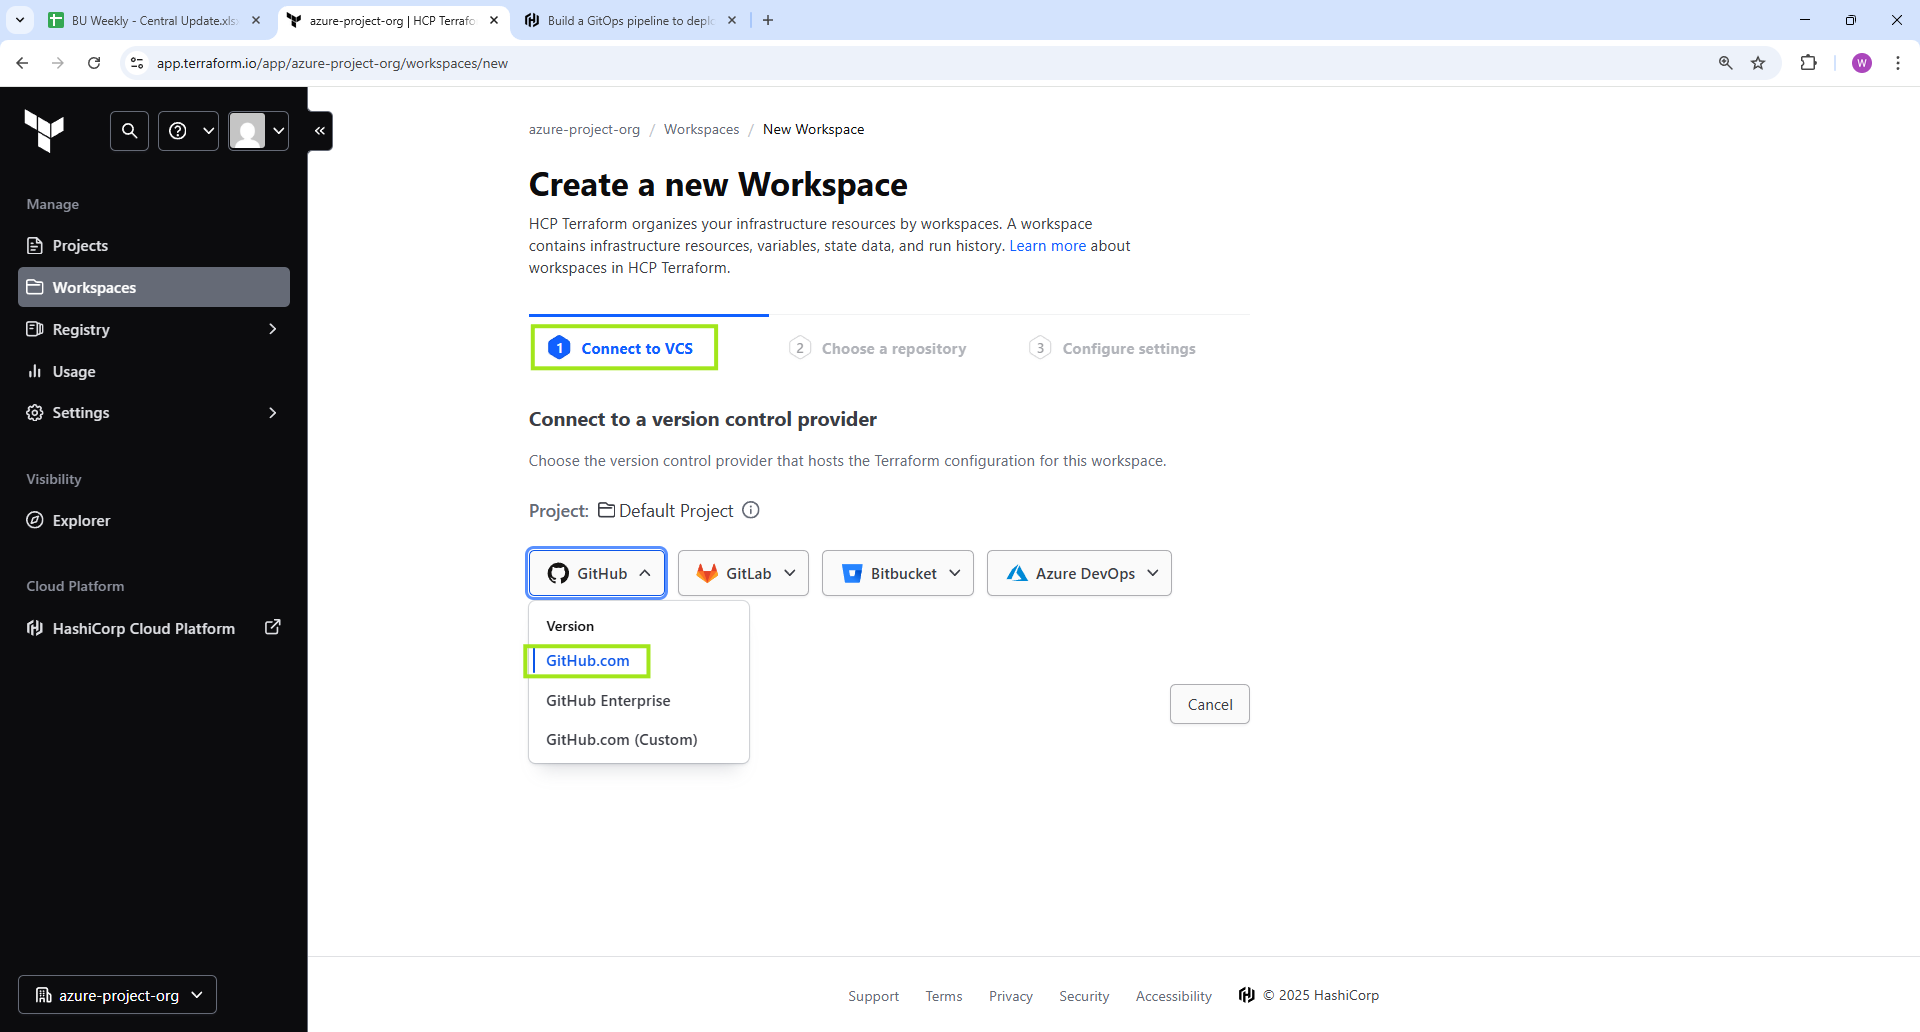 BU Weekly - Central Update.xls
azure-project-org | HCP Terrafo
Build a GitOps pipeline to depl
app.terraform.io/app/azure-project-org/workspaces/new
W
Manage
Projects
Workspaces
Registry
Usage
Settings
Visibility
Explorer
Cloud Platform
HashiCorp Cloud Platform
azure-project-org
azure-project-org / Workspaces / New Workspace
Create a new Workspace
HCP Terraform organizes your infrastructure resources by workspaces. A workspace
contains infrastructure resources, variables, state data, and run history. Learn more about
workspaces in HCP Terraform.
1 Connect to VCS
2 Choose a repository
3 Configure settings
Connect to a version control provider
Choose the version control provider that hosts the Terraform configuration for this workspace.
Project: Default Project
GitHub
GitLab
Bitbucket
Azure DevOps
Version
GitHub.com
GitHub Enterprise
GitHub.com (Custom)
Cancel
Support Terms Privacy Security Accessibility © 2025 HashiCorp